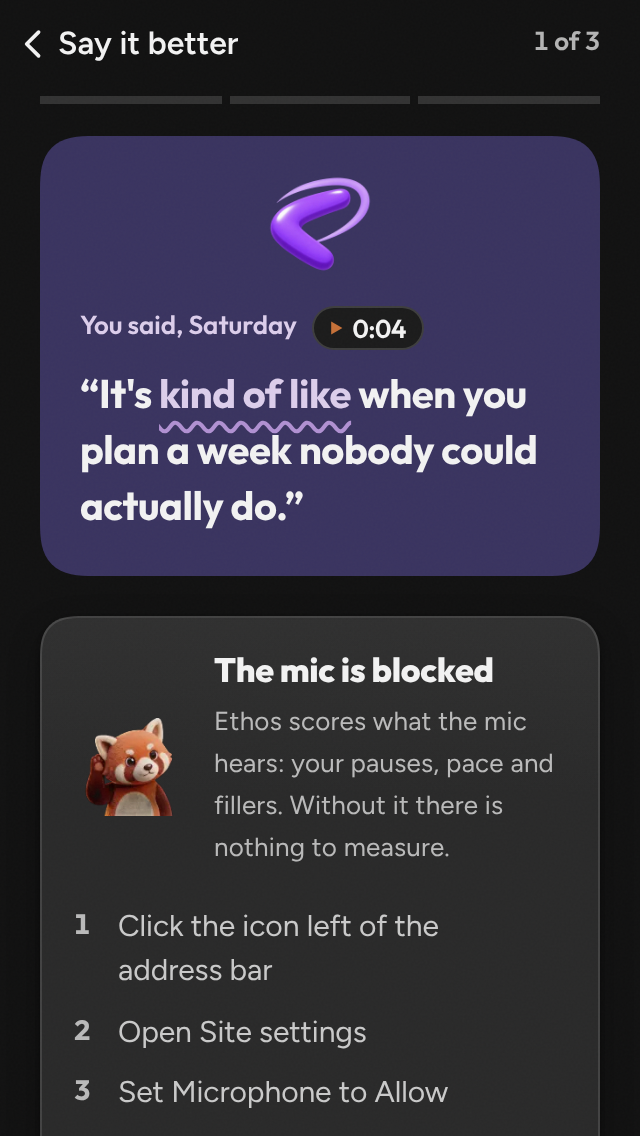 Say it better
1 of 3
You said, Saturday
0:04
“It's kind of like when you
plan a week nobody could
actually do.”
The mic is blocked
Ethos scores what the mic
hears: your pauses, pace and
fillers. Without it there is
nothing to measure.
1 Click the icon left of the
address bar
2 Open Site settings
3 Set Microphone to Allow